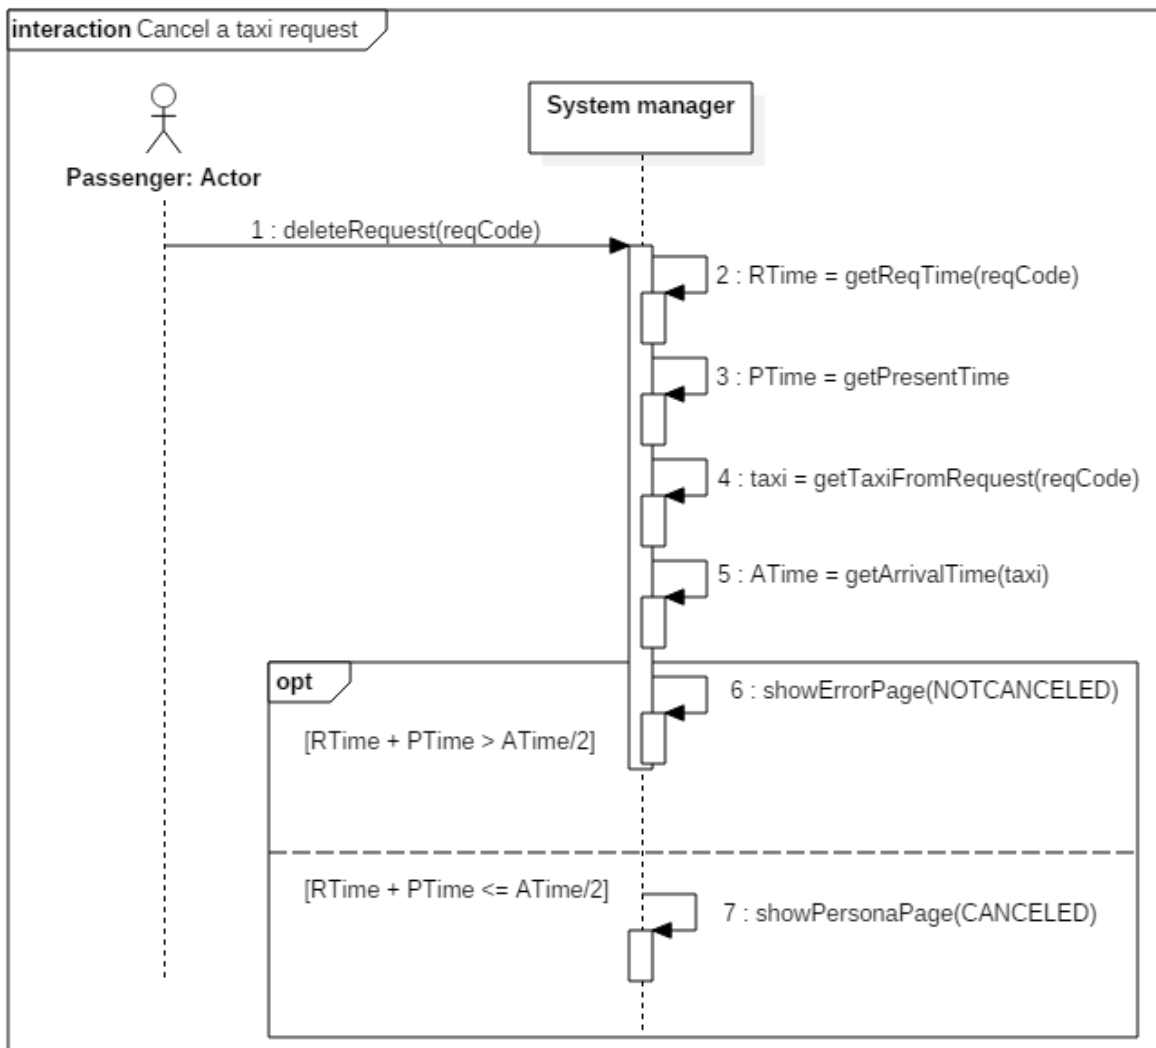 interaction Cancel a taxi request
System manager
Passenger: Actor
1 : deleteRequest(reqCode)
2 : RTime = getReqTime(reqCode)
3 : PTime = getPresentTime
4 : taxi = getTaxiFromRequest(reqCode)
5 : ATime = getArrivalTime(taxi)
opt
6 : showErrorPage(NOTCANCELED)
[RTime + PTime > ATime/2]
[RTime + PTime <= ATime/2]
7 : showPersonaPage(CANCELED)